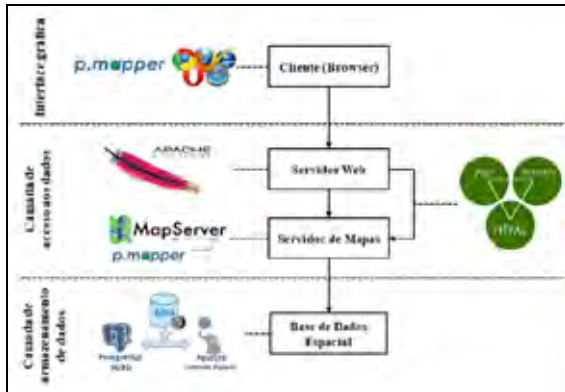 Interface gráfica
p.mapper
Cliente (Browser)
Camada de
acesso aos dados
APACHE
Servidor Web
MapServer
p.mapper
Servidor de Mapas
HTML
Camada de
armazenamento
de dados
Base de Dados
Espacial
PostgreSQL